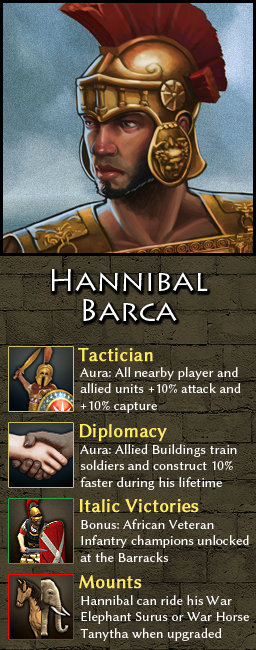 HANNIBAL
BARCA
Tactician
Aura: All nearby player and
allied units +10% attack and
+10% capture
Diplomacy
Aura: Allied Buildings train
soldiers and construct 10%
faster during his lifetime
Italic Victories
Bonus: African Veteran
Infantry champions unlocked
at the Barracks
Mounts
Hannibal can ride his War
Elephant Surus or War Horse
Tanytha when upgraded